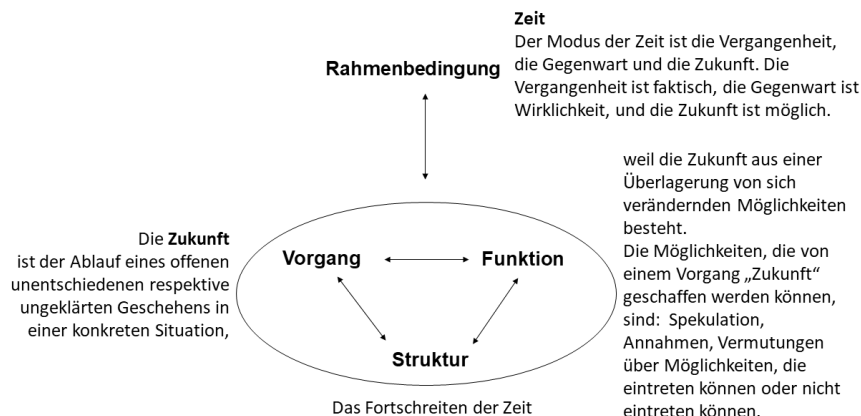 Zeit
Der Modus der Zeit ist die Vergangenheit,
die Gegenwart und die Zukunft. Die
Vergangenheit ist faktisch, die Gegenwart ist
Wirklichkeit, und die Zukunft ist möglich.
Rahmenbedingung
Die Zukunft
ist der Ablauf eines offenen
unentschiedenen respektive
ungeklärten Geschehens in
einer konkreten Situation,
Vorgang
Funktion
Struktur
weil die Zukunft aus einer
Überlagerung von sich
verändernden Möglichkeiten
besteht.
Die Möglichkeiten, die von
einem Vorgang „Zukunft“
geschaffen werden können,
sind: Spekulation,
Annahmen, Vermutungen
über Möglichkeiten, die
eintreten können oder nicht
eintreten können.
Das Fortschreiten der Zeit